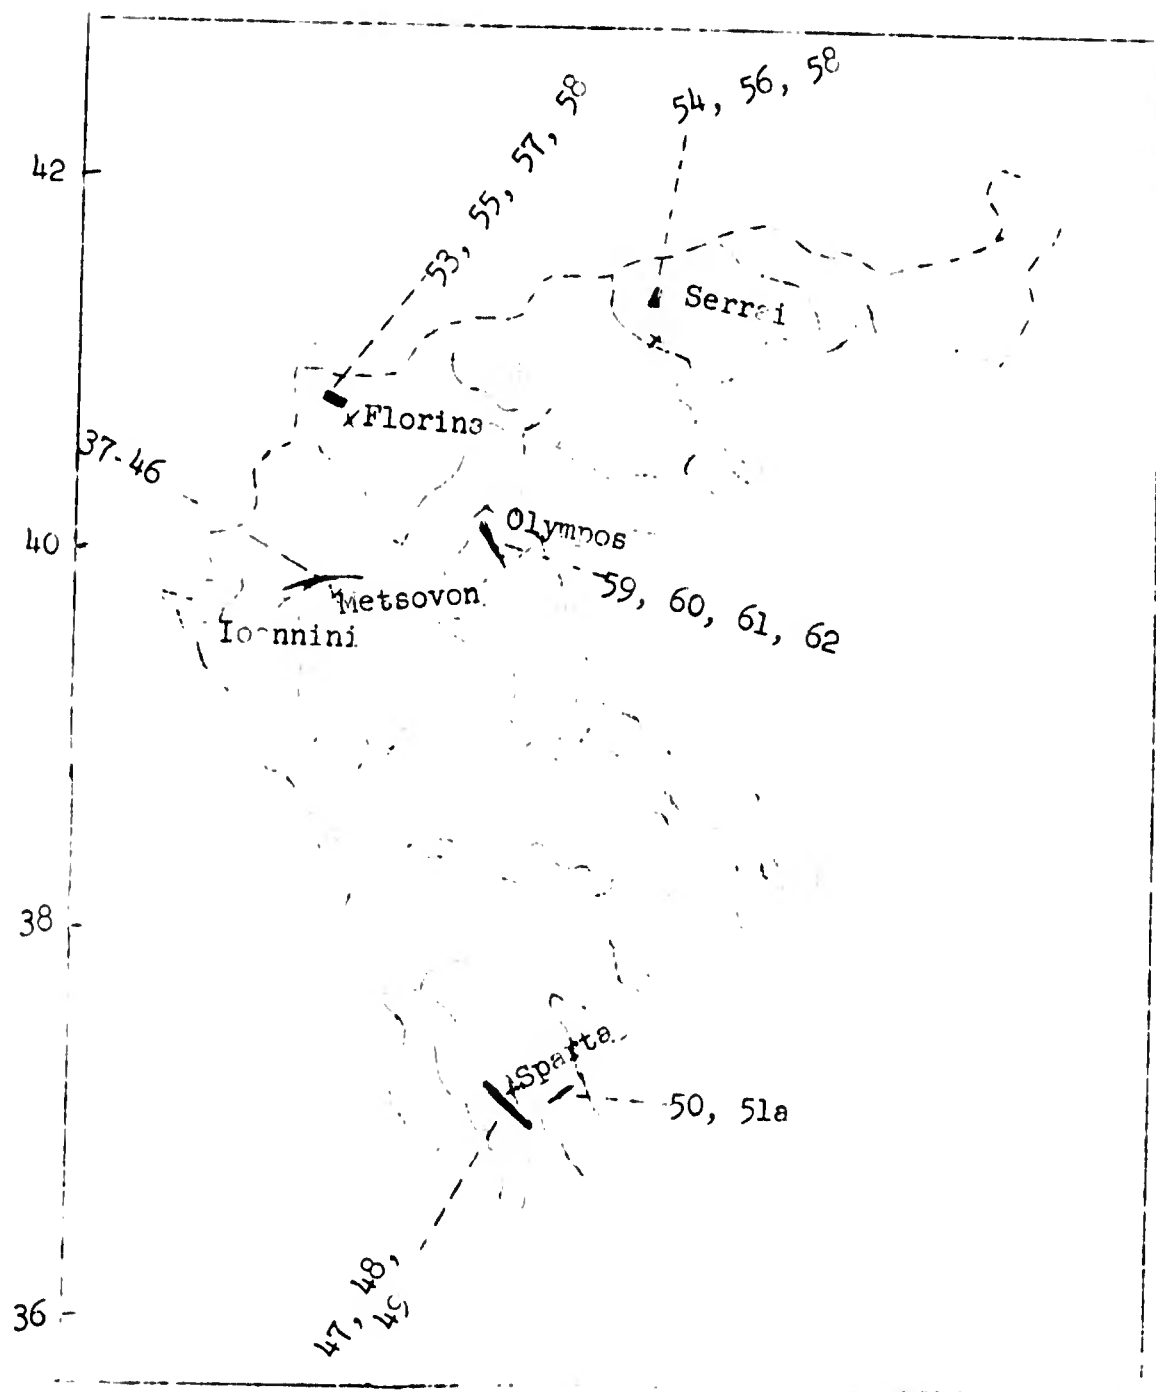 54, 56, 58
53, 55, 57, 58
42
Serrai
Florina
37-46
Olympos
40
59, 60, 61, 62
Metsovon
Ioannini
38
Sparta
50, 51a
47, 48,
49
36